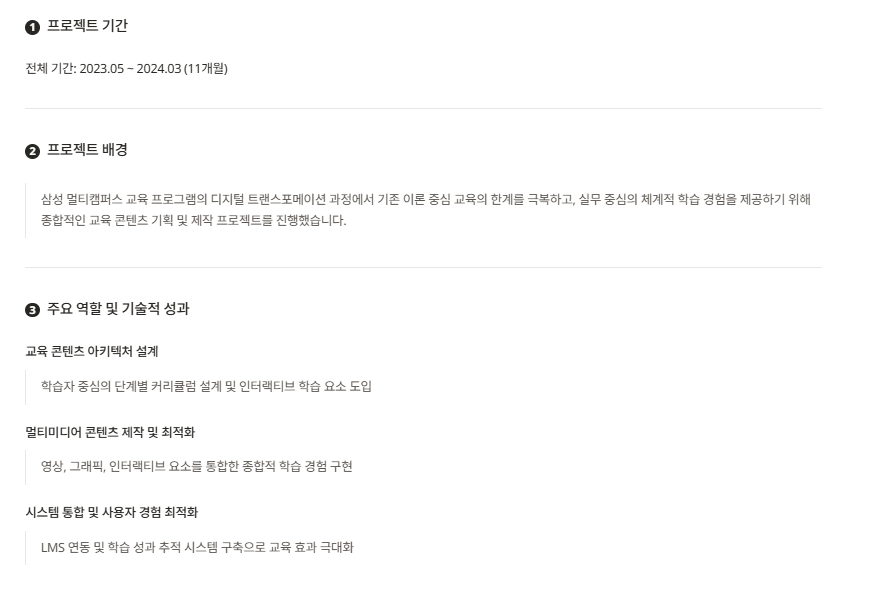 ❶ 프로젝트 기간
전체 기간: 2023.05 ~ 2024.03 (11개월)
❷ 프로젝트 배경
삼성 멀티캠퍼스 교육 프로그램의 디지털 트랜스포메이션 과정에서 기존 이론 중심 교육의 한계를 극복하고, 실무 중심의 체계적 학습 경험을 제공하기 위해
종합적인 교육 콘텐츠 기획 및 제작 프로젝트를 진행했습니다.
❸ 주요 역할 및 기술적 성과
교육 콘텐츠 아키텍처 설계
학습자 중심의 단계별 커리큘럼 설계 및 인터랙티브 학습 요소 도입
멀티미디어 콘텐츠 제작 및 최적화
영상, 그래픽, 인터랙티브 요소를 통합한 종합적 학습 경험 구현
시스템 통합 및 사용자 경험 최적화
LMS 연동 및 학습 성과 추적 시스템 구축으로 교육 효과 극대화